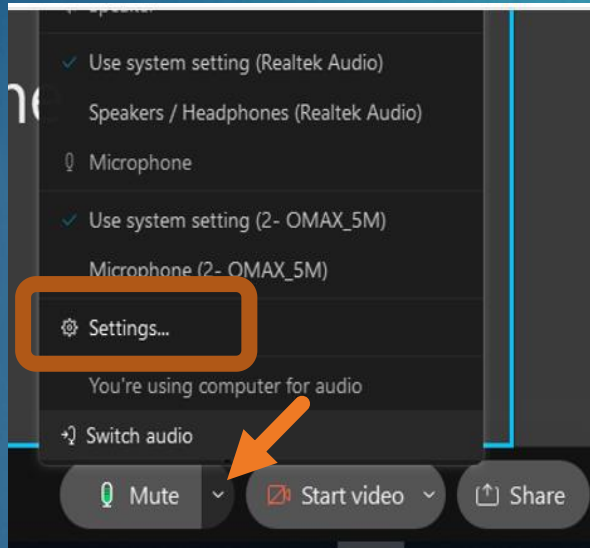 Speaker
Use system setting (Realtek Audio)
Speakers / Headphones (Realtek Audio)
Microphone
Use system setting (2- OMAX_5M)
Microphone (2- OMAX_5M)
Settings...
You're using computer for audio
Switch audio
Mute
Start video
Share